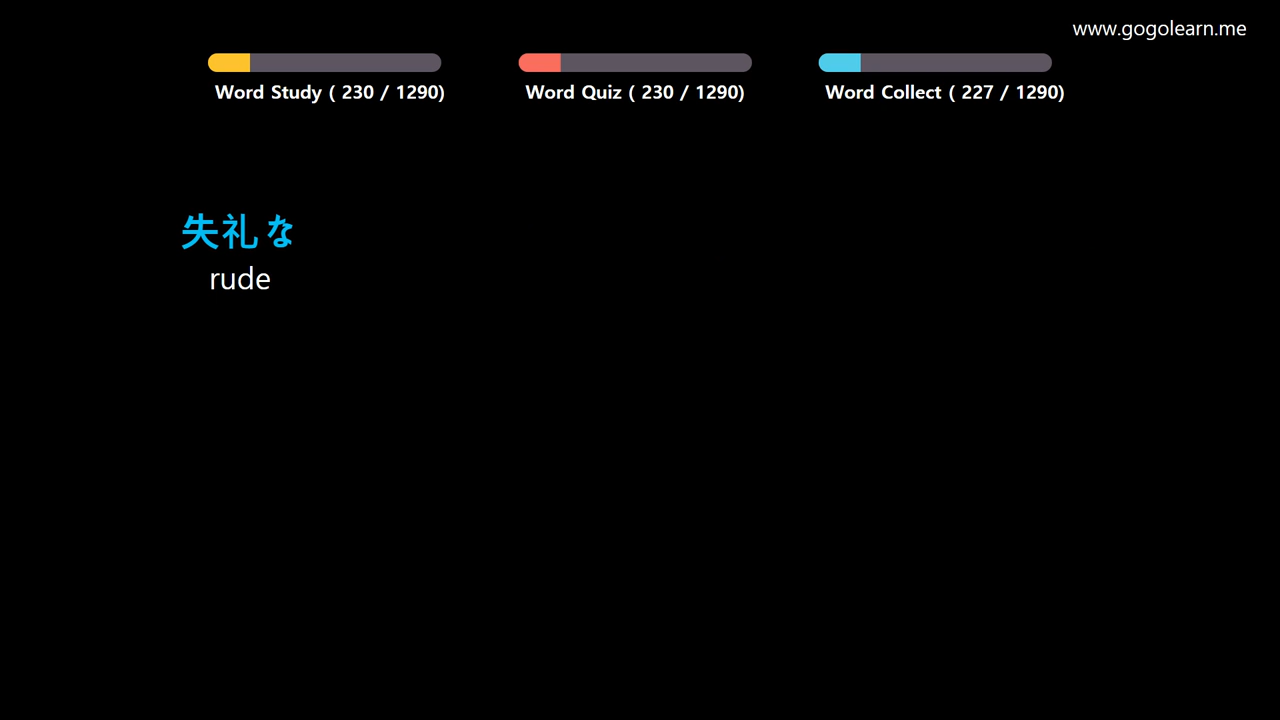 www.gogolearn.me
Word Study ( 230 / 1290)
Word Quiz ( 230 / 1290)
Word Collect ( 227 / 1290)
失礼な
rude